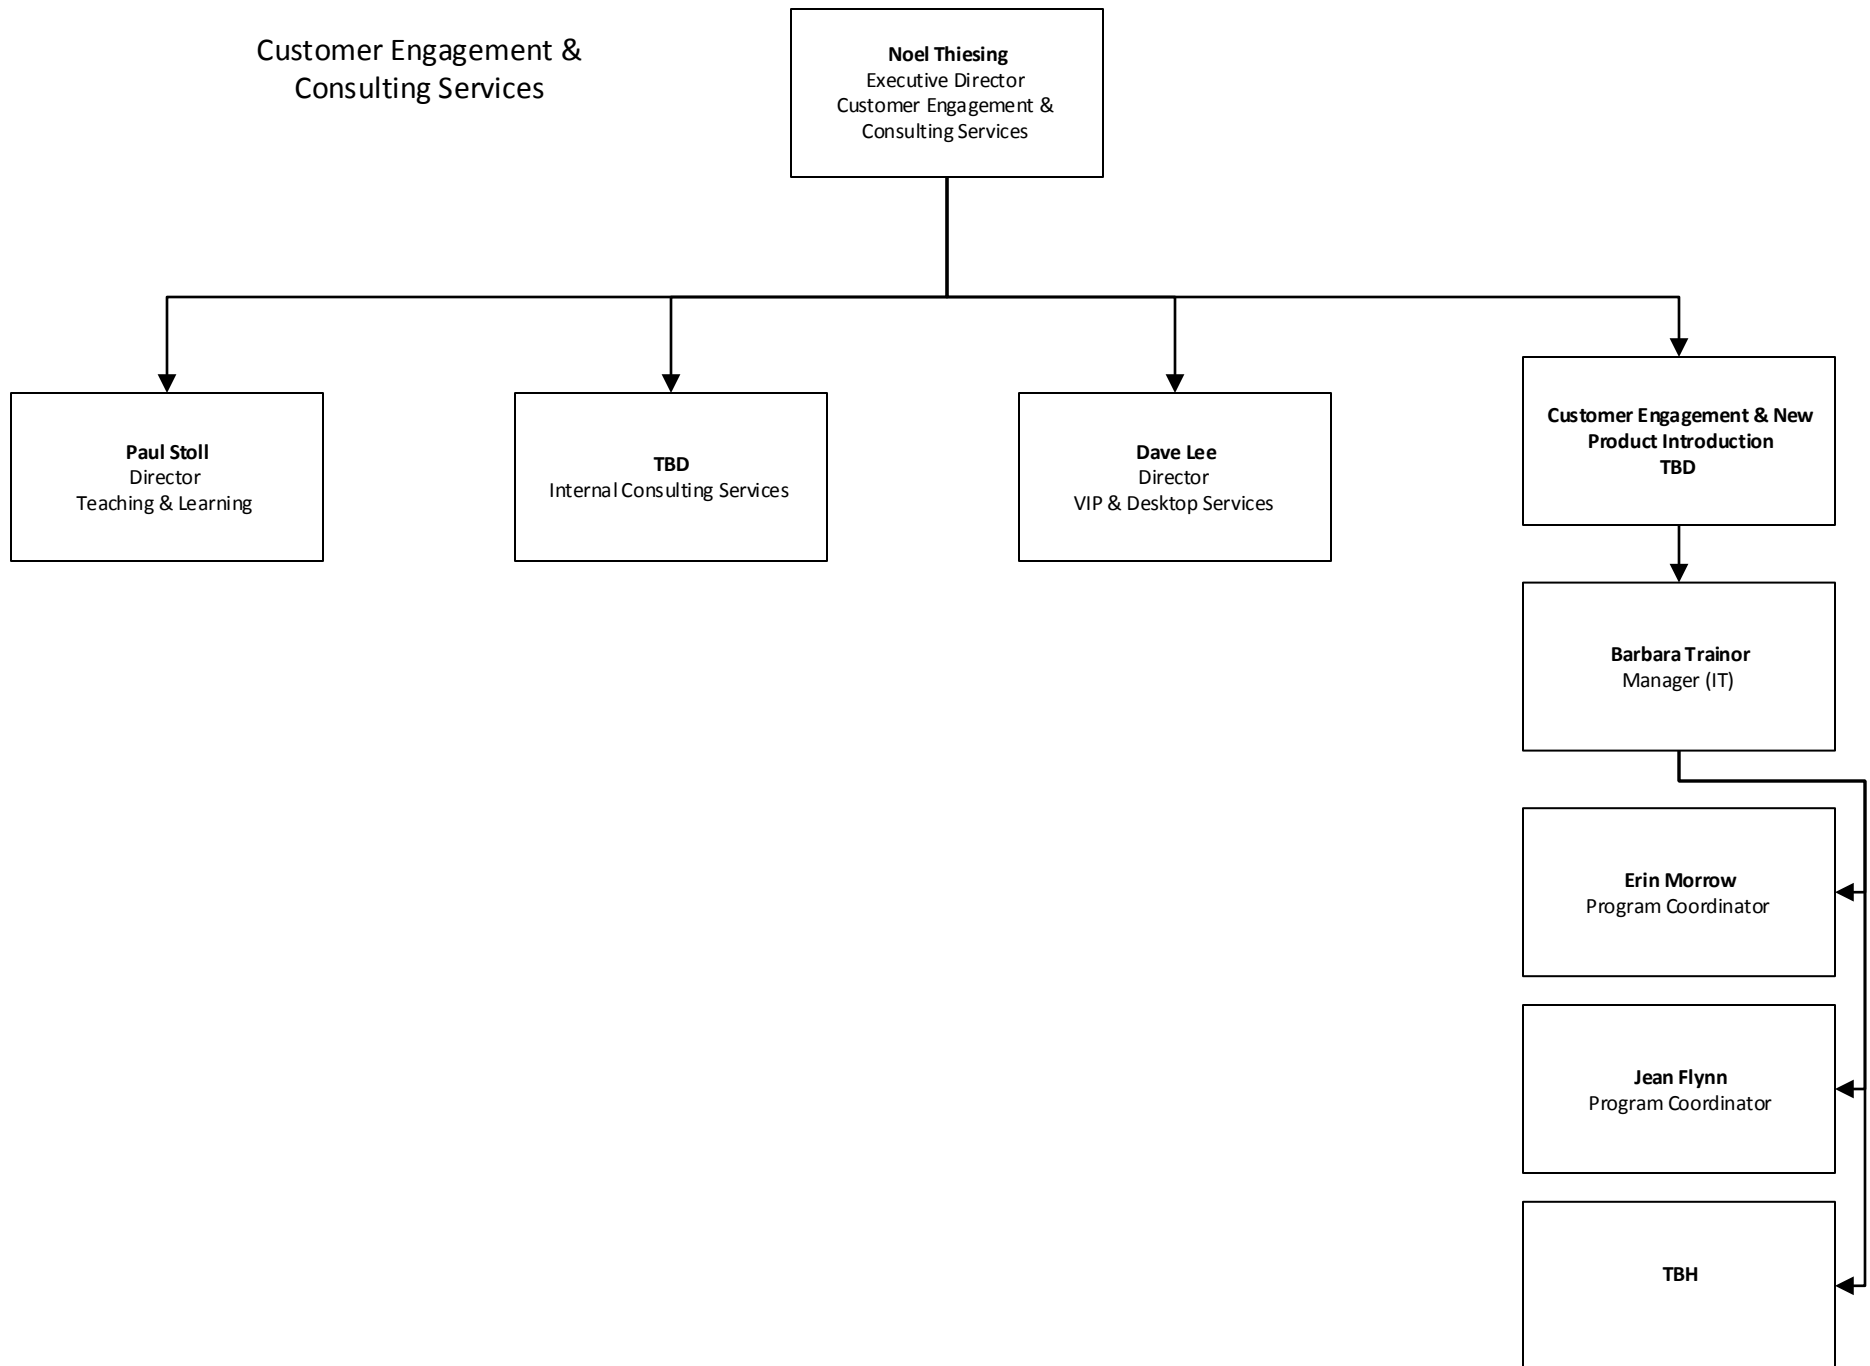 Customer Engagement &
Consulting Services
Noel Thiesing
Executive Director
Customer Engagement &
Consulting Services
Paul Stoll
Director
Teaching & Learning
TBD
Internal Consulting Services
Dave Lee
Director
VIP & Desktop Services
Customer Engagement & New
Product Introduction
TBD
Barbara Trainor
Manager (IT)
Erin Morrow
Program Coordinator
Jean Flynn
Program Coordinator
TBH